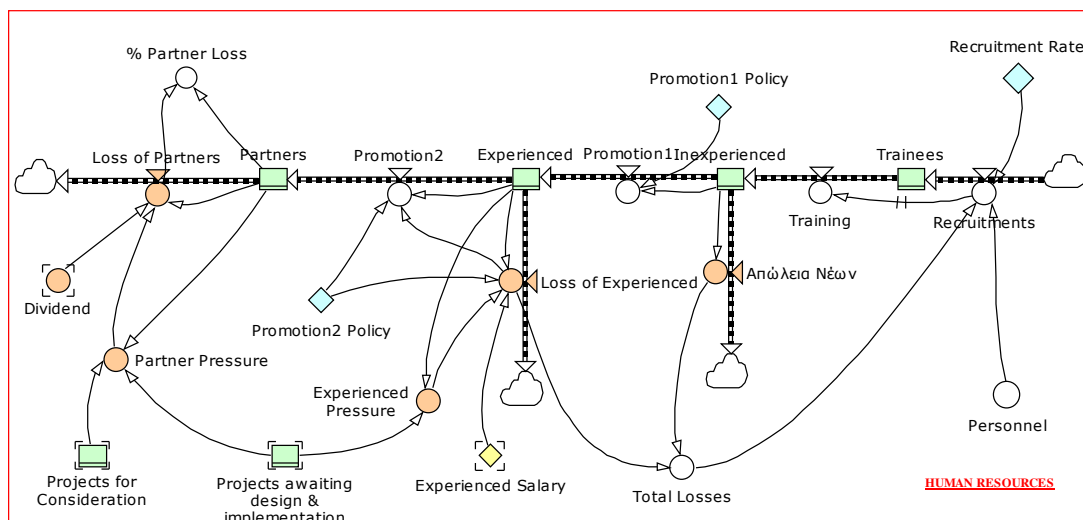 % Partner Loss
Recruitment Rate
Promotion1 Policy
Loss of Partners
Partners
Promotion2
Experienced
Promotion1
Inexperienced
Trainees
Training
Recruitments
Dividend
Promotion2 Policy
Loss of Experienced
Απώλεια Νέων
Partner Pressure
Experienced
Pressure
Personnel
Projects for
Consideration
Projects awaiting
design &
implementation
Experienced Salary
Total Losses
HUMAN RESOURCES